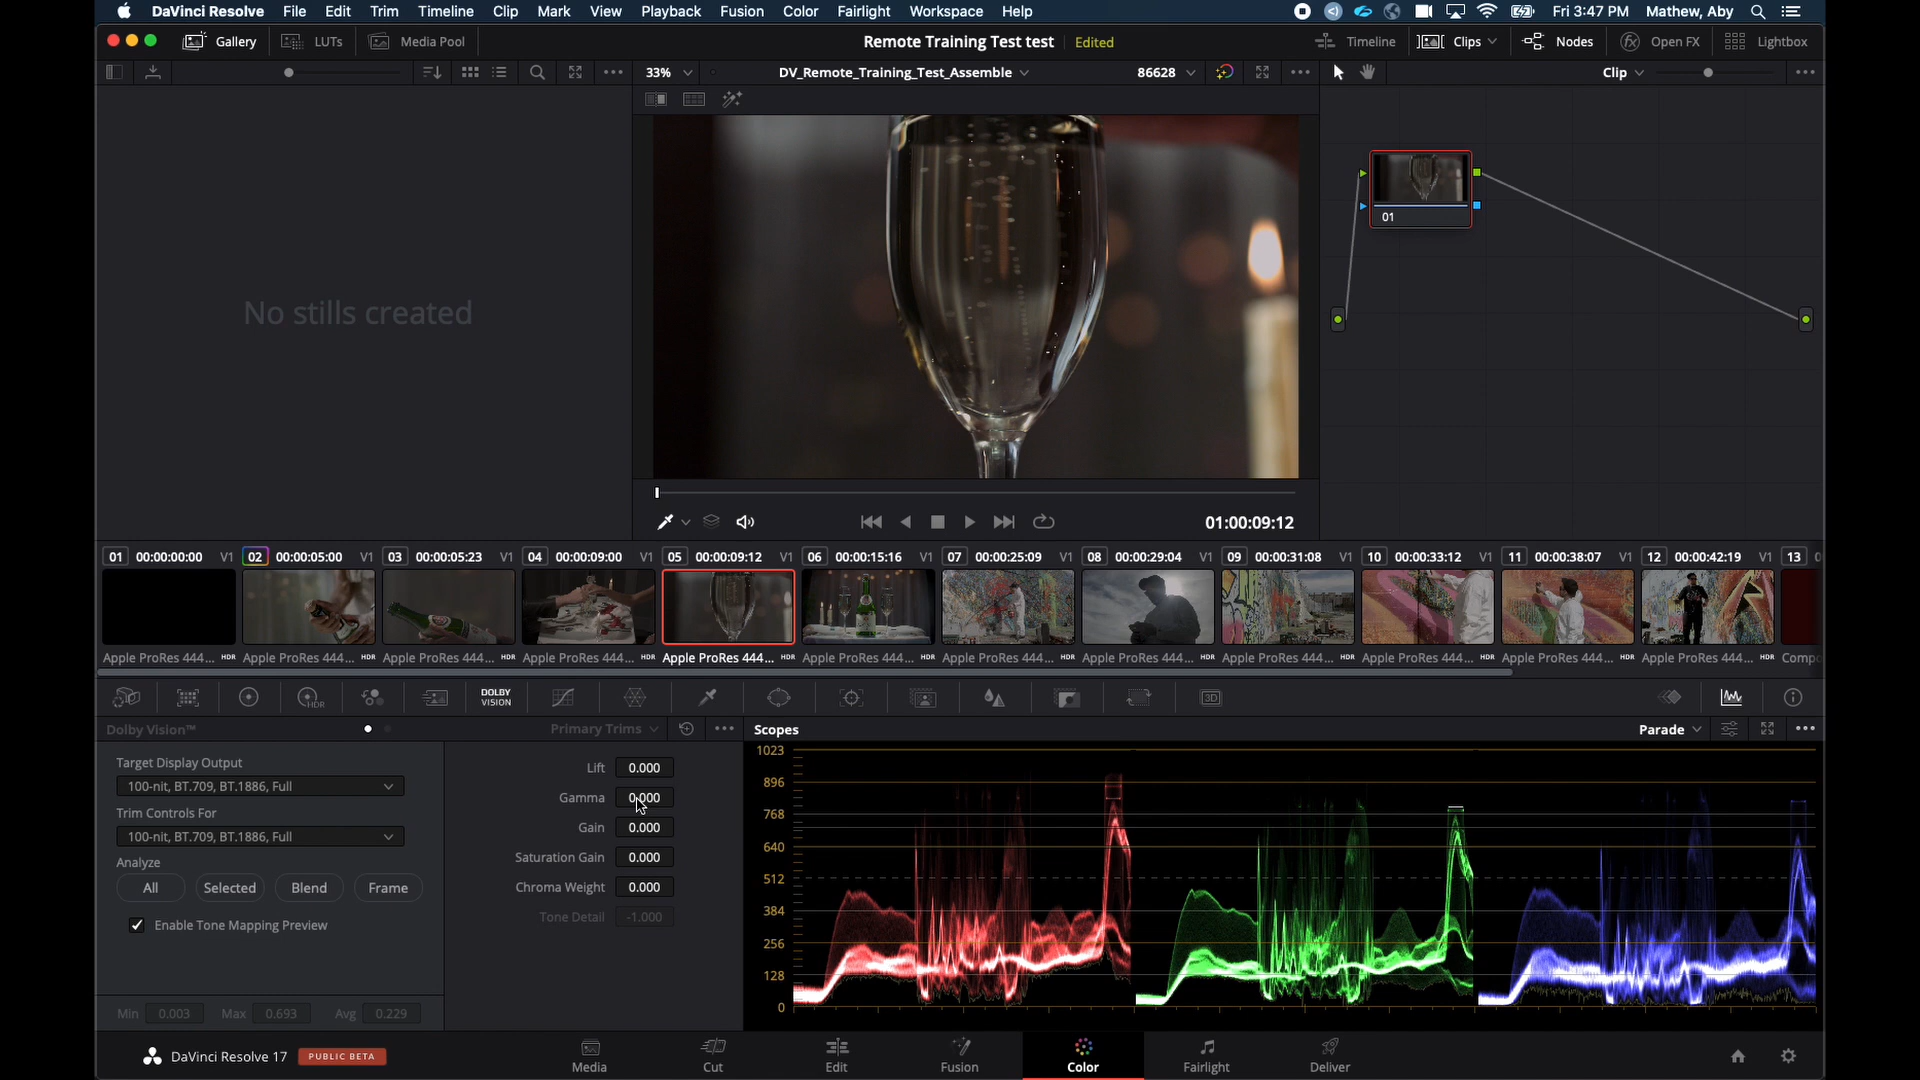 DaVinci Resolve File Edit Trim Timeline Clip Mark View Playback Fusion Color Fairlight Workspace Help Fri 3:47 PM Mathew, Aby
Gallery LUTs Media Pool Remote Training Test test Edited Timeline Clips Nodes Open FX Lightbox
33% DV_Remote_Training_Test_Assemble 86628 Clip
No stills created
01
01:00:09:12
01 00:00:00:00 V1 02 00:00:05:00 V1 03 00:00:05:23 V1 04 00:00:09:00 V1 05 00:00:09:12 V1 06 00:00:15:16 V1 07 00:00:25:09 V1 08 00:00:29:04 V1 09 00:00:31:08 V1 10 00:00:33:12 V1 11 00:00:38:07 V1 12 00:00:42:19 V1 13
Apple ProRes 444... HDR Apple ProRes 444... HDR Apple ProRes 444... HDR Apple ProRes 444... HDR Apple ProRes 444... HDR Apple ProRes 444... HDR Apple ProRes 444... HDR Apple ProRes 444... HDR Apple ProRes 444... HDR Apple ProRes 444... HDR Apple ProRes 444... HDR Apple ProRes 444... HDR
HDR DOLBY VISION 3D
Dolby Vision™ Primary Trims Scopes Parade
Target Display Output
100-nit, BT.709, BT.1886, Full
Trim Controls For
100-nit, BT.709, BT.1886, Full
Analyze
All Selected Blend Frame
Enable Tone Mapping Preview
Min 0.003 Max 0.693 Avg 0.229
Lift 0.000
Gamma 0.000
Gain 0.000
Saturation Gain 0.000
Chroma Weight 0.000
Tone Detail -1.000
1023
896
768
640
512
384
256
128
0
DaVinci Resolve 17 PUBLIC BETA Media Cut Edit Fusion Color Fairlight Deliver